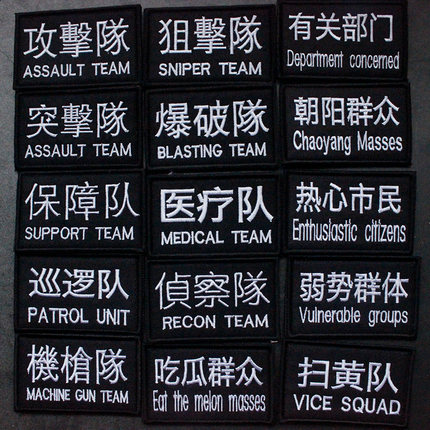 攻擊隊
ASSAULT TEAM
狙擊隊
SNIPER TEAM
有关部门
Department concerned
突擊隊
ASSAULT TEAM
爆破隊
BLASTING TEAM
朝阳群众
Chaoyang Masses
保障队
SUPPORT TEAM
医疗队
MEDICAL TEAM
热心市民
Enthusiastic citizens
巡逻队
PATROL UNIT
偵察隊
RECON TEAM
弱势群体
Vulnerable groups
機槍隊
MACHINE GUN TEAM
吃瓜群众
Eat the melon masses
扫黄队
VICE SQUAD